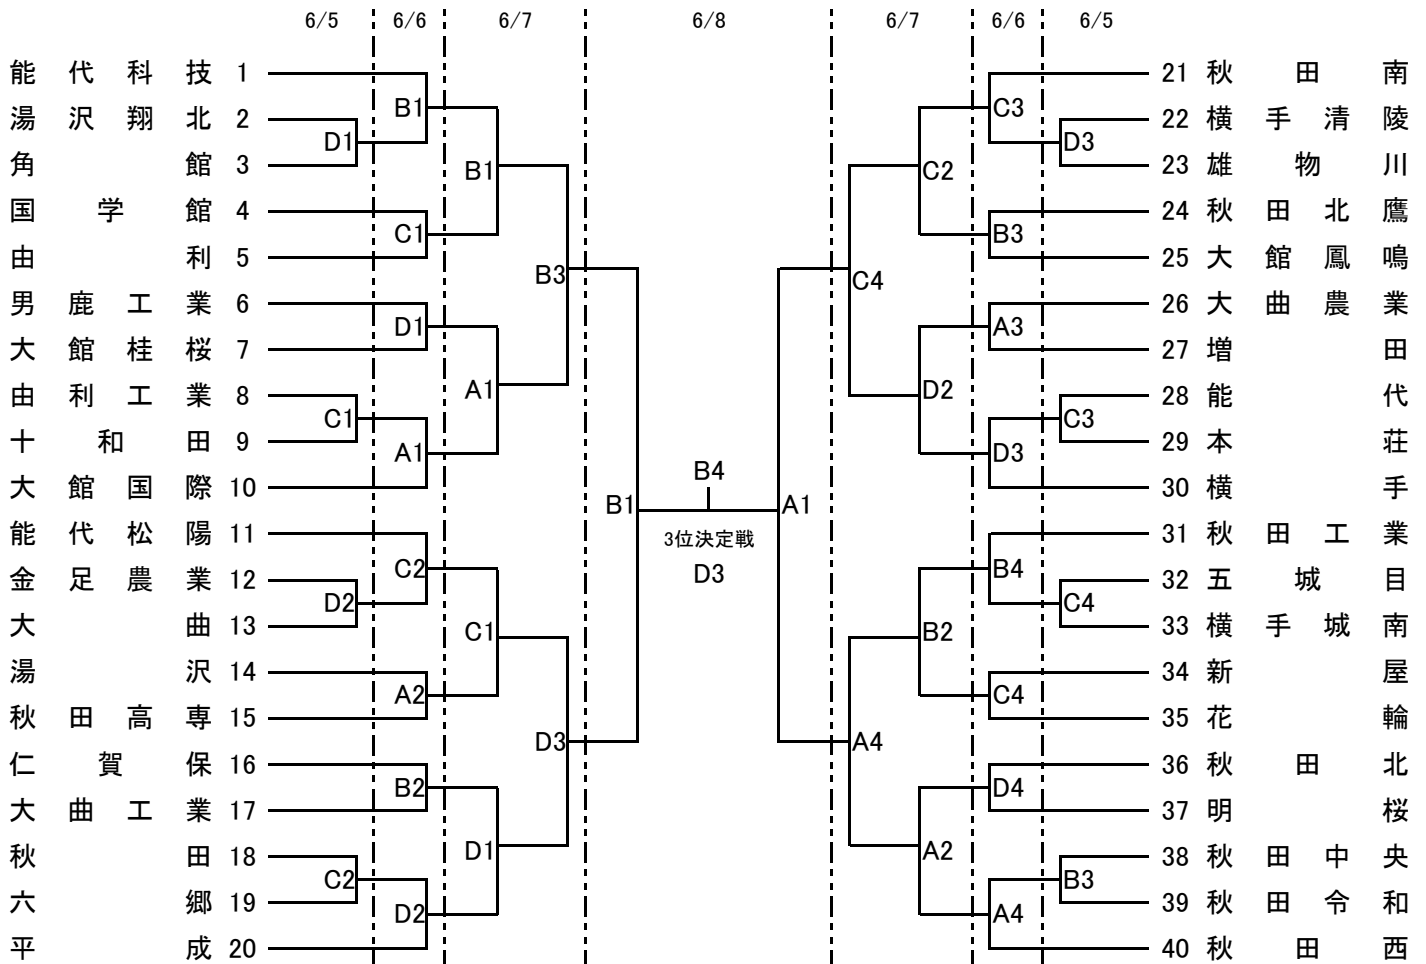 6/5 6/6 6/7 6/8 6/7 6/6 6/5
能代科技 1
湯沢翔北 2
角館 3
国学館 4
由利 5
男鹿工業 6
大館桂桜 7
由利工業 8
十和田 9
大館国際 10
能代松陽 11
金足農業 12
大曲 13
湯沢 14
秋田高専 15
仁賀保 16
大曲工業 17
秋田 18
六郷 19
平成 20
D1
C1
D2
C2
B1
C1
D1
A1
C2
A2
B2
D2
B1
A1
C1
D1
B3
D3
B1
B4
3位決定戦
D3
A1
C4
A4
C2
D2
B2
A2
C3
B3
A3
D3
B4
C4
D4
A4
D3
C3
C4
B3
21 秋田南
22 横手清陵
23 雄物川
24 秋田北鷹
25 大館鳳鳴
26 大曲農業
27 増田
28 能代
29 本荘
30 横手
31 秋田工業
32 五城目
33 横手城南
34 新屋
35 花輪
36 秋田北
37 明桜
38 秋田中央
39 秋田令和
40 秋田西